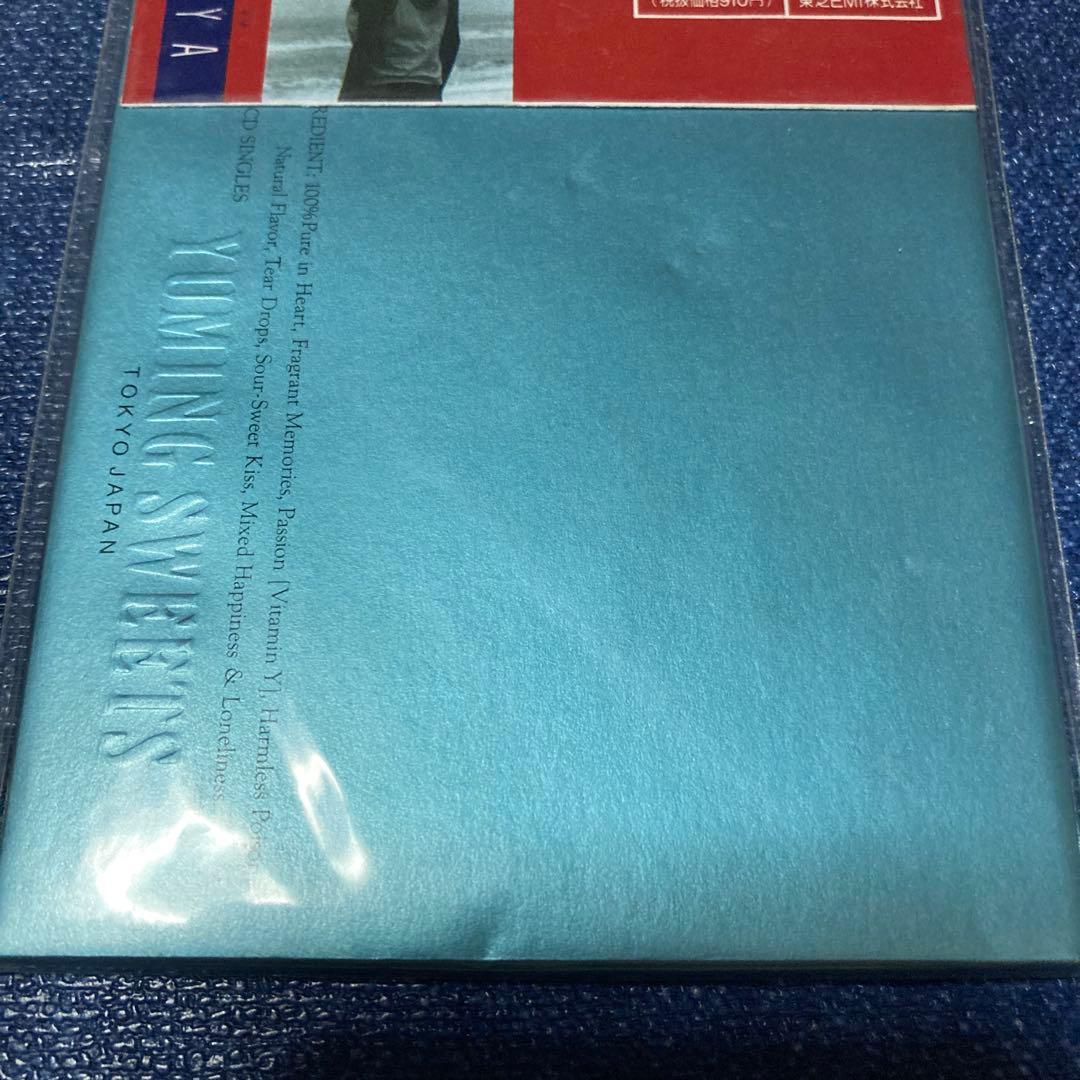 YA
(税抜価格910円)
東芝EMI株式会社
REDIENT: 100%Pure in Heart, Fragrant Memories, Passion [Vitamin Y], Harmless
Natural Flavor, Tear Drops, Sour-Sweet Kiss, Mixed Happiness & Loneliness
CD SINGLES
YUMING SWEETS
TOKYO JAPAN